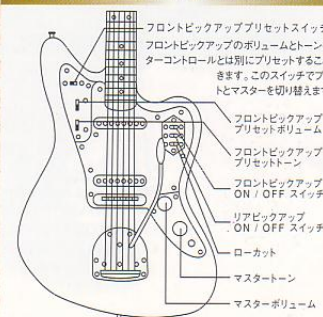 フロントピックアッププリセットスイッチ
フロントピックアップのボリュームとトーン
ターコントロールとは別にプリセットするこ
きます。このスイッチでプ
トとマスターを切り替えます
フロントピックアップ
プリセットボリューム
フロントピックアップ
プリセットトーン
フロントピックアップ
ON / OFF スイッチ
リアピックアップ
ON / OFF スイッチ
ローカット
マスタートーン
マスターボリューム